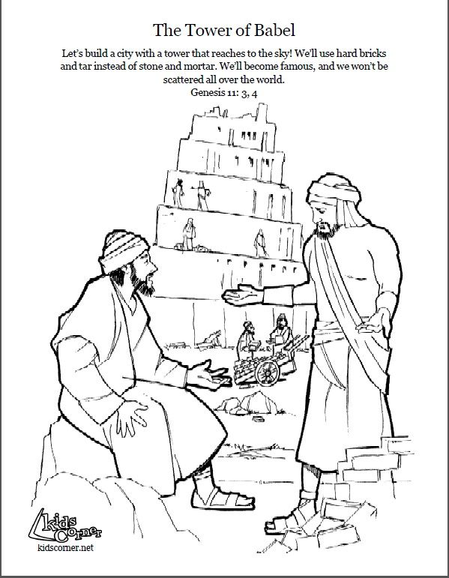 The Tower of Babel
Let's build a city with a tower that reaches to the sky! We'll use hard bricks
and tar instead of stone and mortar. We'll become famous, and we won't be
scattered all over the world.
Genesis 11: 3, 4
kids
Corner
kidscorner.net